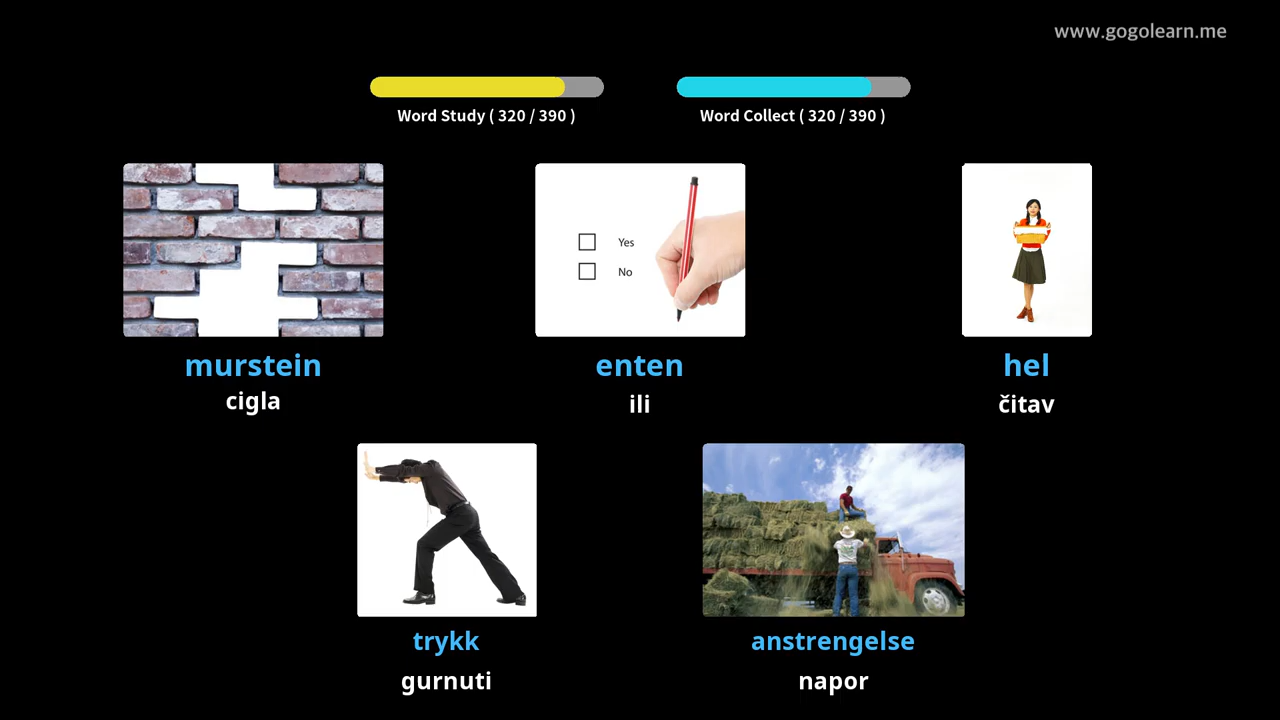 www.gogolearn.me
Word Study ( 320 / 390 )
Word Collect ( 320 / 390 )
Yes
No
murstein
cigla
enten
ili
hel
čitav
trykk
gurnuti
anstrengelse
napor